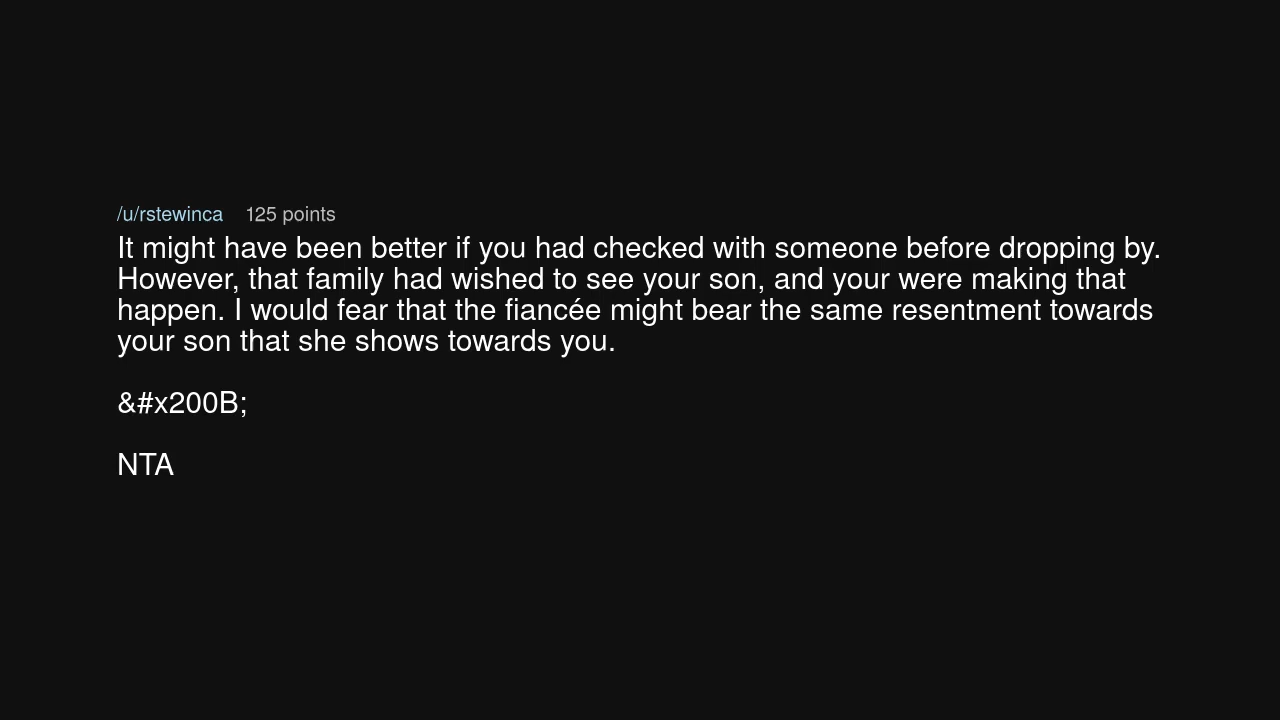 /u/rstewinca 125 points
It might have been better if you had checked with someone before dropping by.
However, that family had wished to see your son, and your were making that
happen. I would fear that the fiancée might bear the same resentment towards
your son that she shows towards you.
&#x200B;
NTA